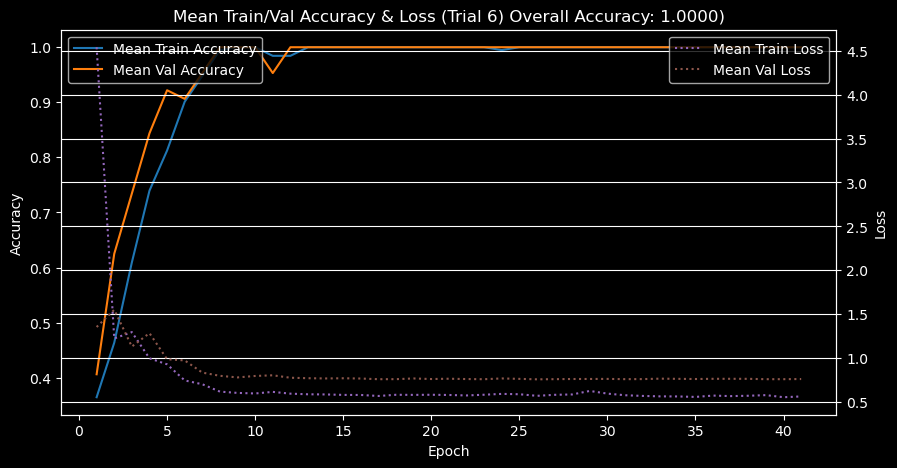 Mean Train/Val Accuracy & Loss (Trial 6) Overall Accuracy: 1.0000)
Mean Train Accuracy
Mean Val Accuracy
Mean Train Loss
Mean Val Loss
Accuracy
1.0
0.9
0.8
0.7
0.6
0.5
0.4
4.5
4.0
3.5
3.0
2.5
2.0
1.5
1.0
0.5
Loss
0 5 10 15 20 25 30 35 40
Epoch